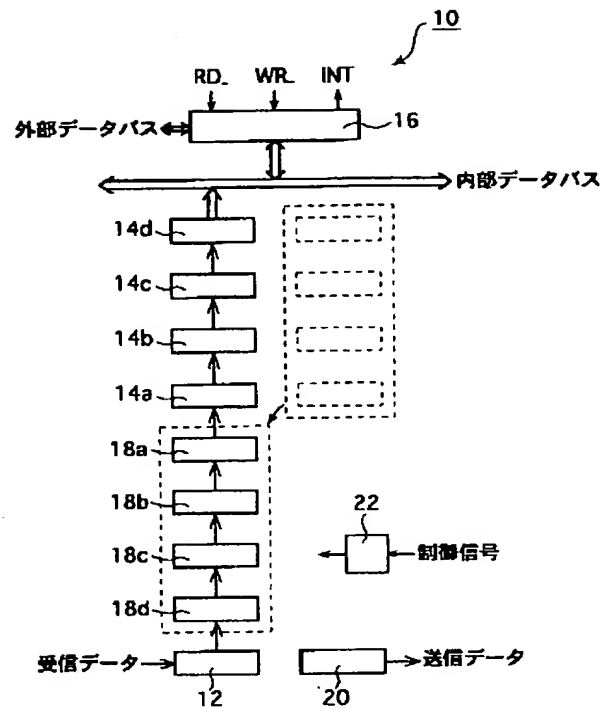 10
RD_ WR_ INT
外部データバス
16
内部データバス
14d
14c
14b
14a
18a
18b
22
制御信号
18c
18d
受信データ
送信データ
12
20